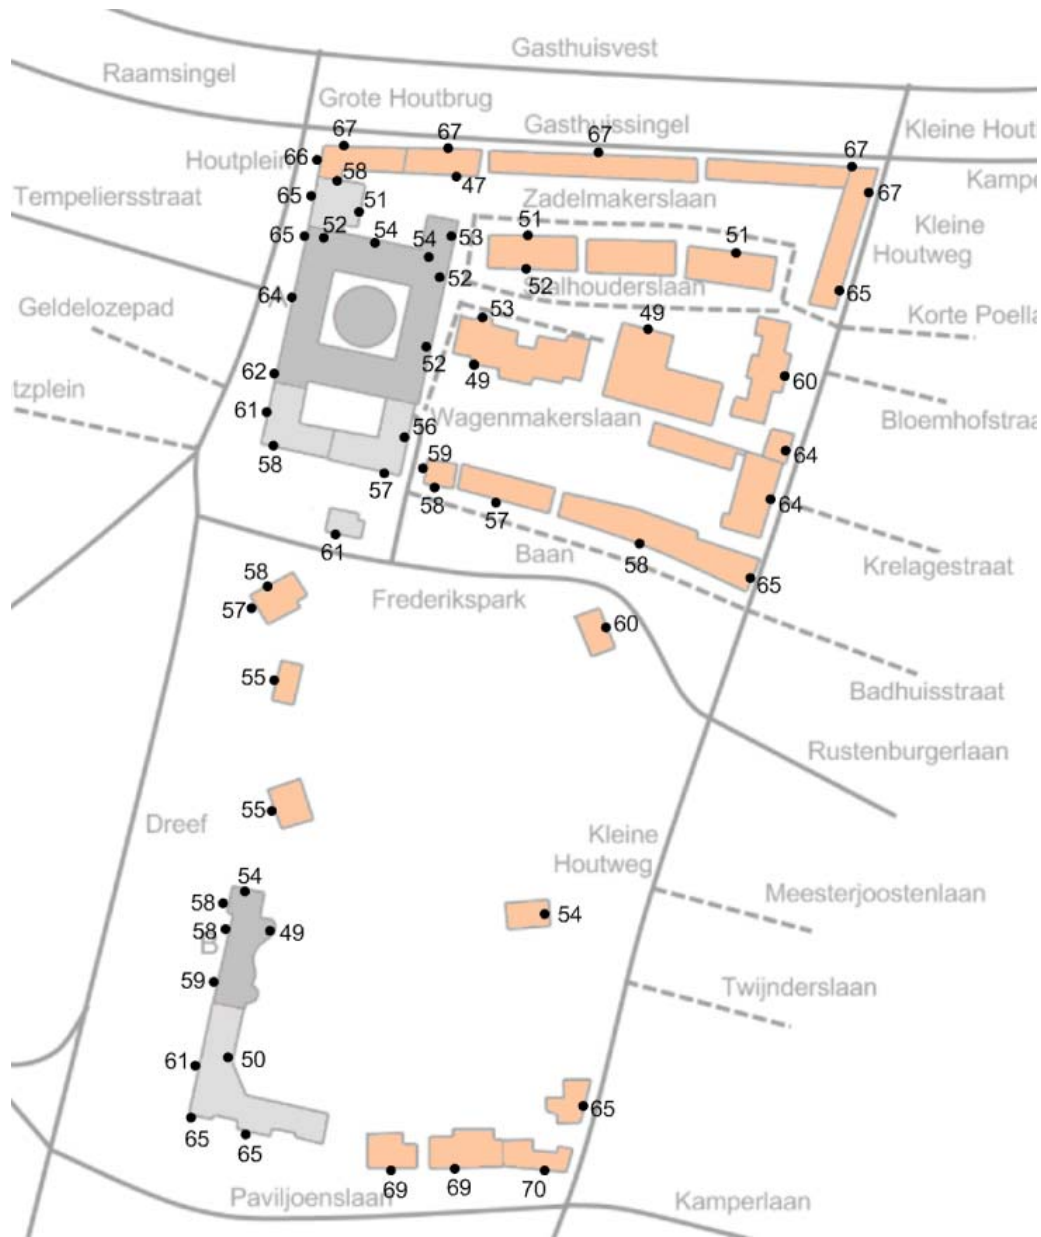 Gasthuisvest
Raamsingel
Grote Houtbrug
Gasthuissingel
Kleine Hout
67
67
67
67
Houtplein
66
58
47
Kampe
Tempeliersstraat
65
51
Zadelmakerslaan
67
Kleine
Houtweg
65
52
54
54
53
51
51
52
52
Stalhouderslaan
65
64
Geldelozepad
53
49
Korte Poella
52
49
60
62
tzplein
61
Wagenmakerslaan
Bloemhofstraa
58
56
64
59
57
58
57
64
61
Baan
58
Krelagestraat
58
57
Frederikspark
65
60
55
Badhuisstraat
Rustenburgerlaan
55
Dreef
Kleine
Houtweg
54
Meesterjoostenlaan
58
54
58
49
B
59
Twijnderslaan
61
50
65
65
65
69
69
70
Paviljoenslaan
Kamperlaan